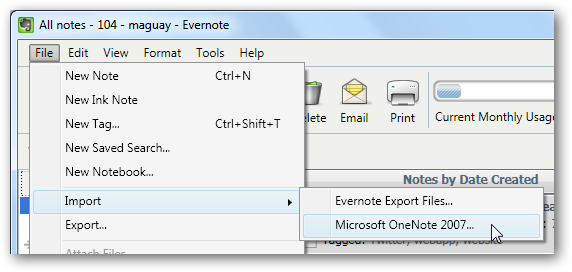 All notes - 104 - maguay - Evernote
File Edit View Format Tools Help
New Note Ctrl+N
New Ink Note
New Tag... Ctrl+Shift+T
New Saved Search...
New Notebook...
Import
Export...
Attach Files
Email Print Current Monthly Usag
Notes by Date Created
Evernote Export Files...
Microsoft OneNote 2007...
Tagged: Twitter, webapp,